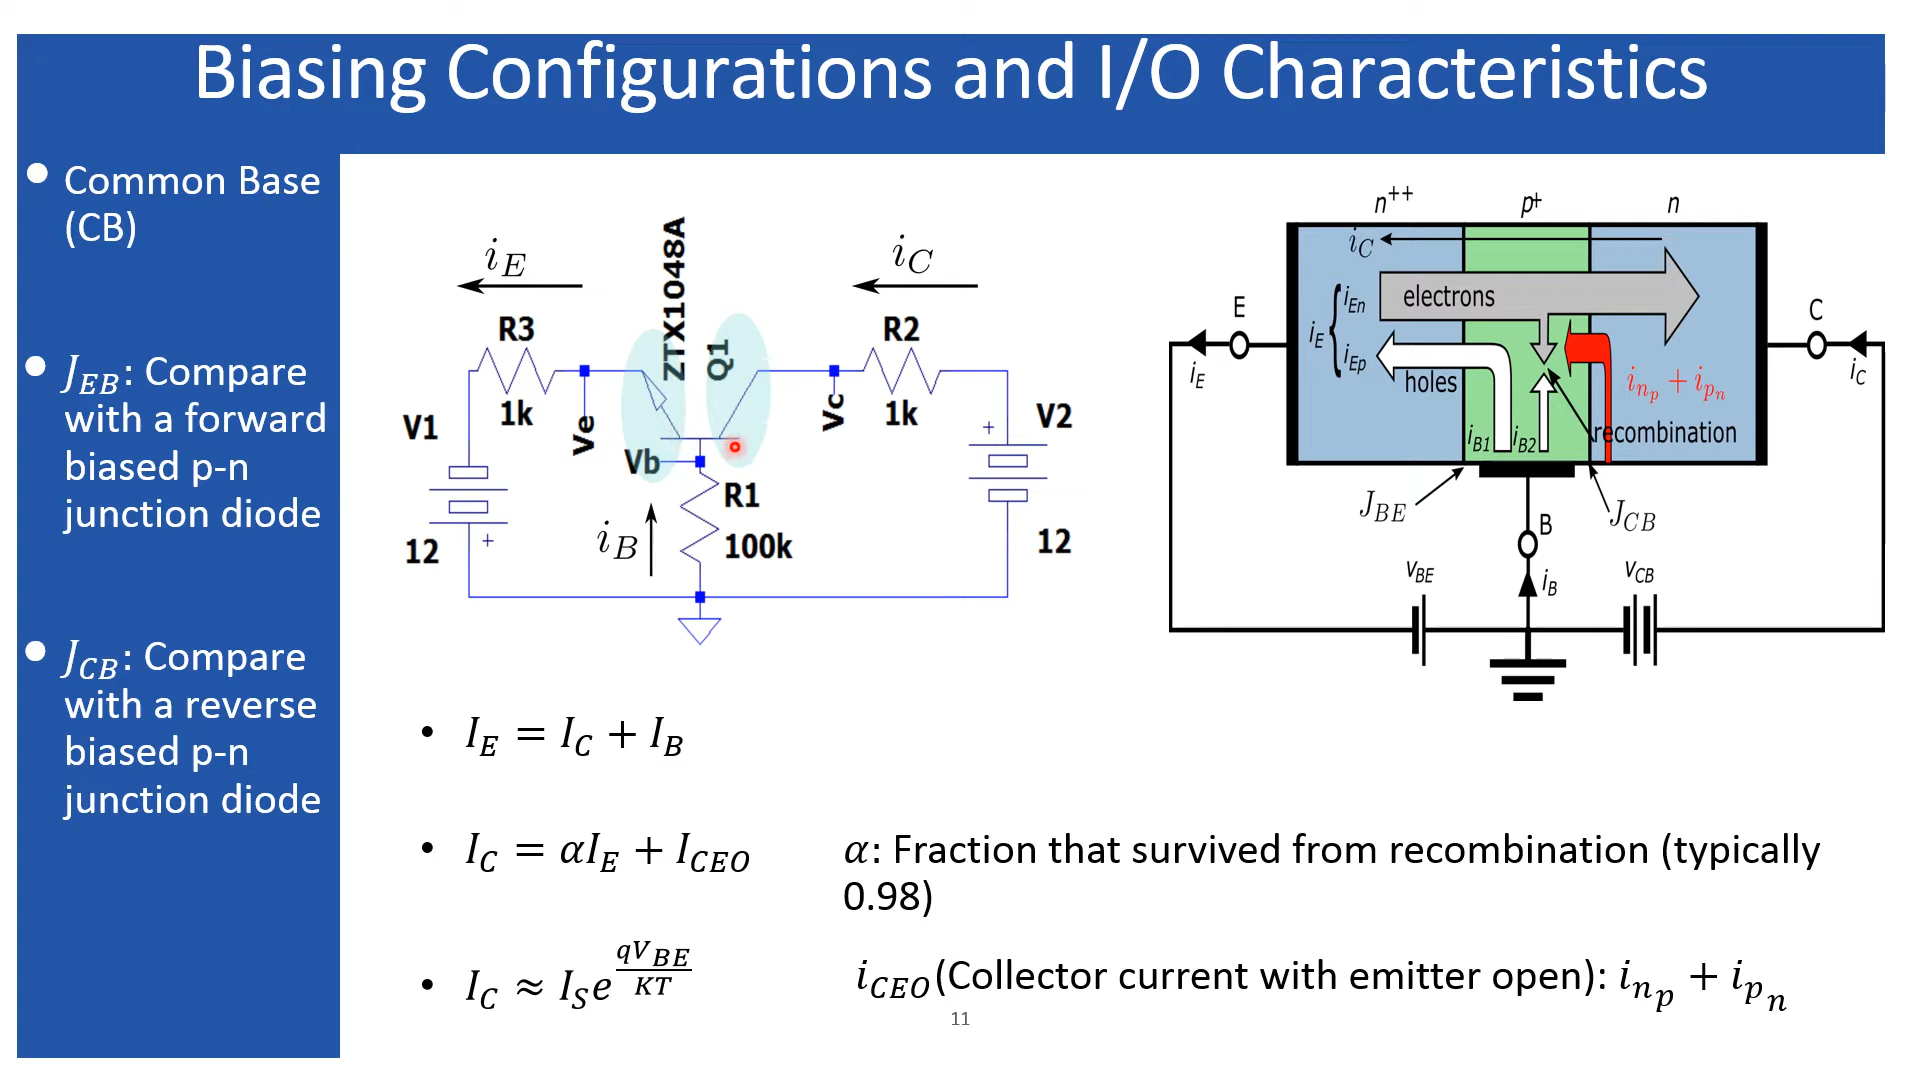 Biasing Configurations and I/O Characteristics
• Common Base
(CB)
• J_EB: Compare
with a forward
biased p-n
junction diode
• J_CB: Compare
with a reverse
biased p-n
junction diode
i_E
ZTX1048A
i_C
R3
Q1
R2
1k
1k
V1
Ve
Vc
V2
Vb
R1
12
i_B
100k
12
n⁺⁺
p+
n
i_C
E
i_E
i_En
electrons
C
i_E
i_Ep
holes
i_np + i_pn
i_C
i_B1
i_B2
recombination
J_BE
B
J_CB
v_BE
i_B
v_CB
• I_E = I_C + I_B
• I_C = αI_E + I_CEO
α: Fraction that survived from recombination (typically
0.98)
• I_C ≈ I_S e^(qV_BE/KT)
i_CEO(Collector current with emitter open): i_np + i_pn
11